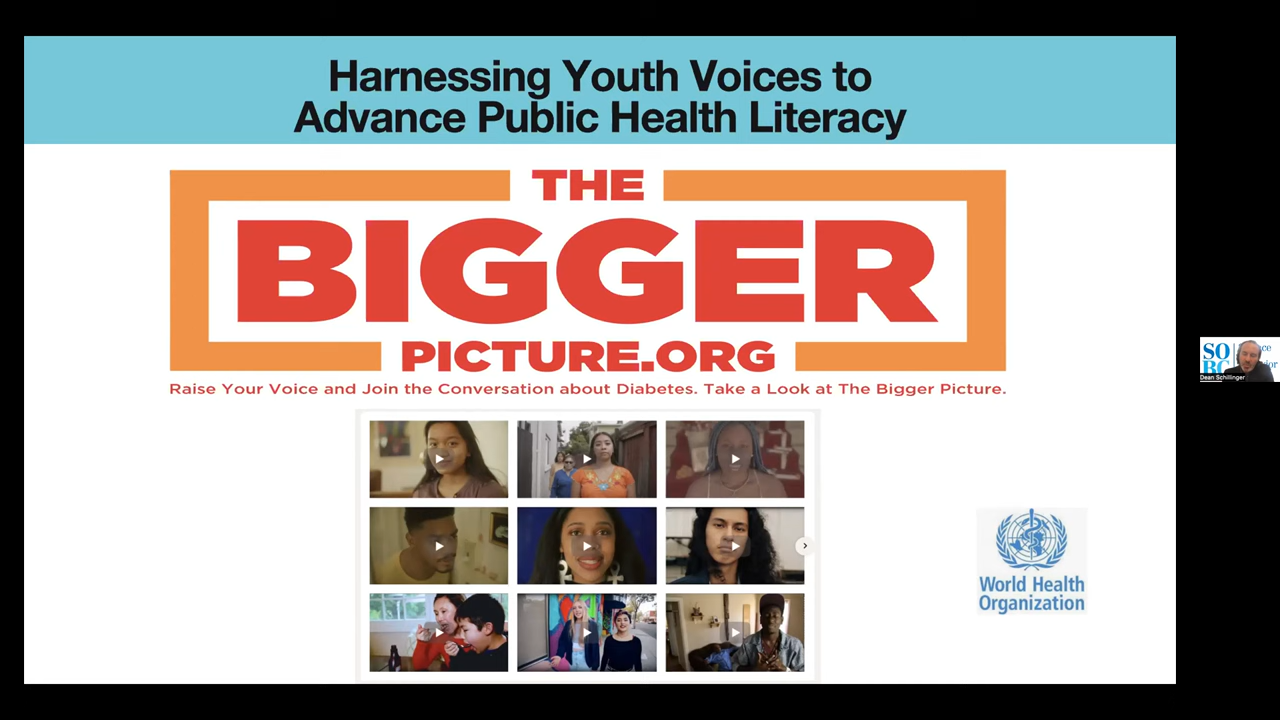 Harnessing Youth Voices to
Advance Public Health Literacy
THE
BIGGER
PICTURE.ORG
Raise Your Voice and Join the Conversation about Diabetes. Take a Look at The Bigger Picture.
World Health
Organization
SO
Dean Schillinger